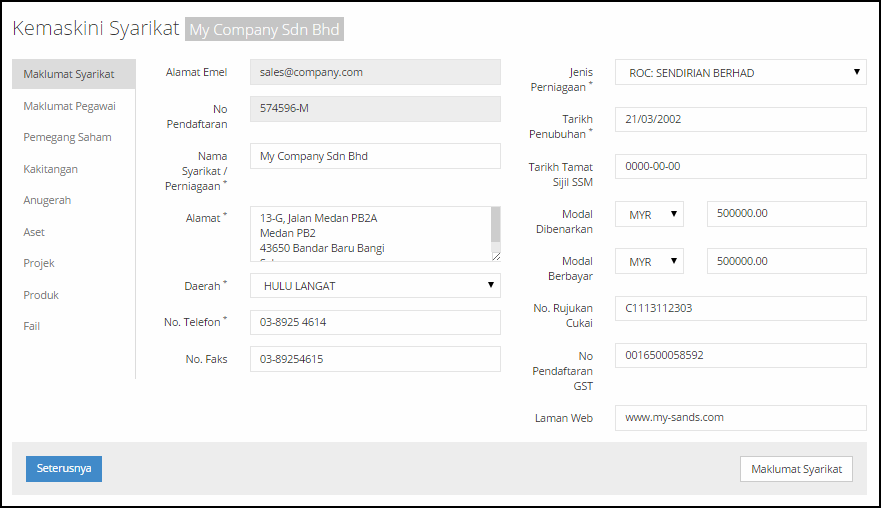 Kemaskini Syarikat My Company Sdn Bhd
Maklumat Syarikat
Maklumat Pegawai
Pemegang Saham
Kakitangan
Anugerah
Aset
Projek
Produk
Fail
Alamat Emel
sales@company.com
No
Pendaftaran
574596-M
Nama
Syarikat /
Perniagaan *
My Company Sdn Bhd
Alamat *
13-G, Jalan Medan PB2A
Medan PB2
43650 Bandar Baru Bangi
Daerah *
HULU LANGAT
No. Telefon *
03-8925 4614
No. Faks
03-89254615
Jenis
Perniagaan *
ROC: SENDIRIAN BERHAD
Tarikh
Penubuhan *
21/03/2002
Tarikh Tamat
Sijil SSM
0000-00-00
Modal
Dibenarkan
MYR
500000.00
Modal
Berbayar
MYR
500000.00
No. Rujukan
Cukai
C1113112303
No
Pendaftaran
GST
0016500058592
Laman Web
www.my-sands.com
Seterusnya
Maklumat Syarikat